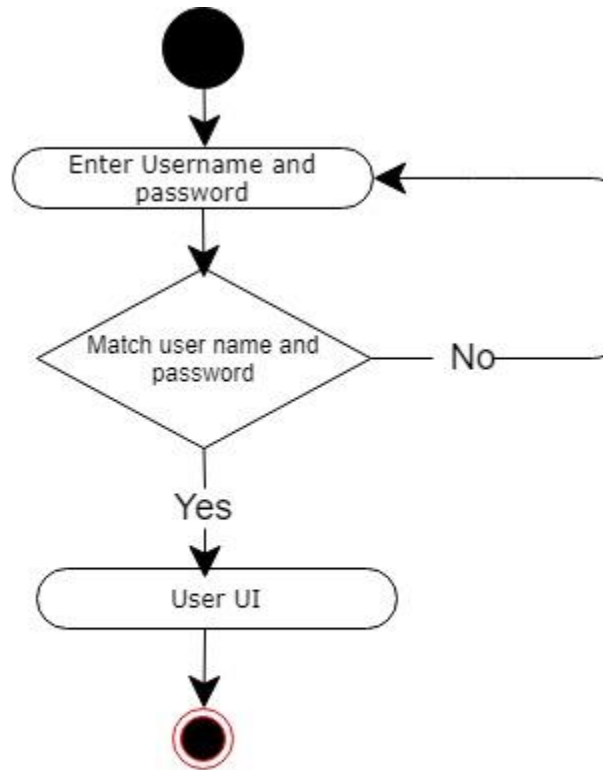 Enter Username and
password
Match user name and
password
No
Yes
User UI